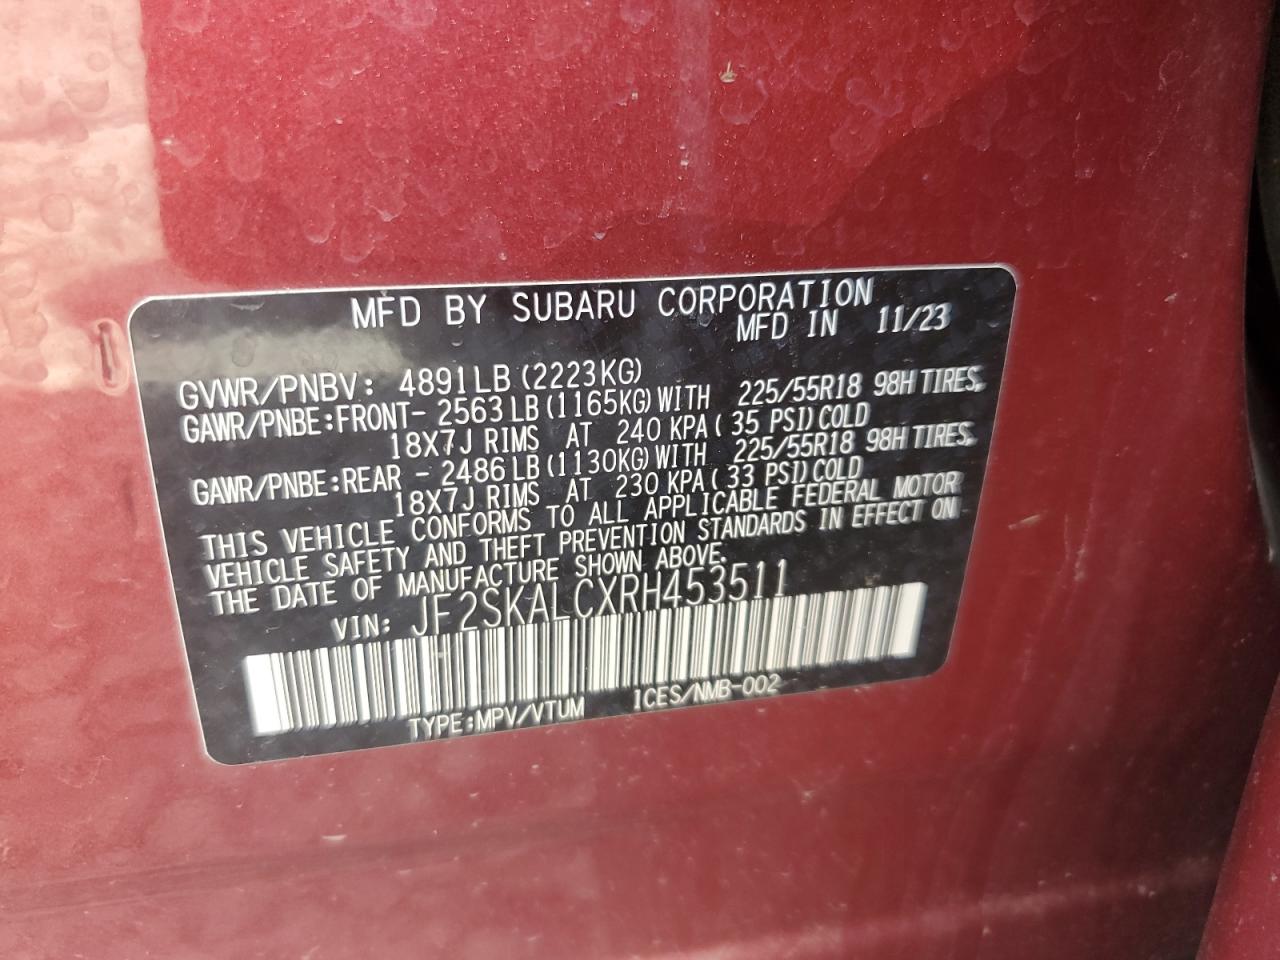 MFD BY SUBARU CORPORATION
MFD IN 11/23
GVWR/PNBV: 4891LB (2223KG)
GAWR/PNBE:FRONT- 2563LB(1165KG)WITH 225/55R18 98H TIRES,
18X7J RIMS AT 240 KPA( 35 PSI)COLD
GAWR/PNBE:REAR - 2486LB(1130KG)WITH 225/55R18 98H TIRES,
18X7J RIMS AT 230 KPA( 33 PSI)COLD
THIS VEHICLE CONFORMS TO ALL APPLICABLE FEDERAL MOTOR
VEHICLE SAFETY AND THEFT PREVENTION STANDARDS IN EFFECT ON
THE DATE OF MANUFACTURE SHOWN ABOVE.
VIN: JF2SKALCXRH453511
TYPE:MPV/VTUM ICES/NMB-002